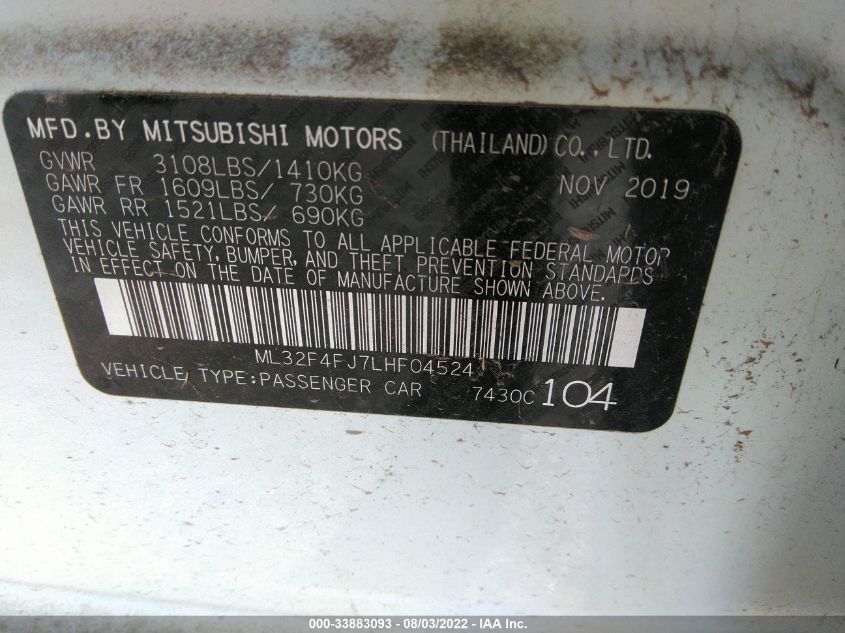 MFD.BY MITSUBISHI MOTORS (THAILAND) CO.,LTD.
GVWR 3108LBS/1410KG NOV 2019
GAWR FR 1609LBS/ 730KG
GAWR RR 1521LBS/ 690KG
THIS VEHICLE CONFORMS TO ALL APPLICABLE FEDERAL MOTOR
VEHICLE SAFETY, BUMPER, AND THEFT PREVENTION STANDARDS
IN EFFECT ON THE DATE OF MANUFACTURE SHOWN ABOVE.
ML32F4FJ7LHF04524
VEHICLE TYPE:PASSENGER CAR 7430C 104
000-33883093 - 08/03/2022 - IAA Inc.